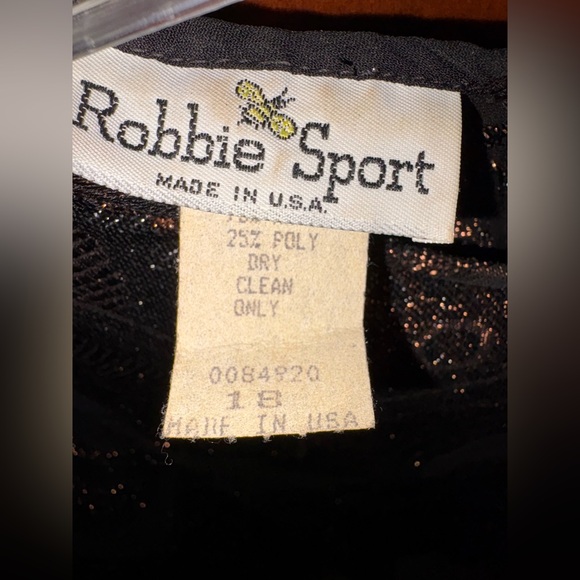 Robbie Sport
MADE IN U.S.A.
25% POLY
DRY
CLEAN
ONLY
0084920
18
MADE IN USA